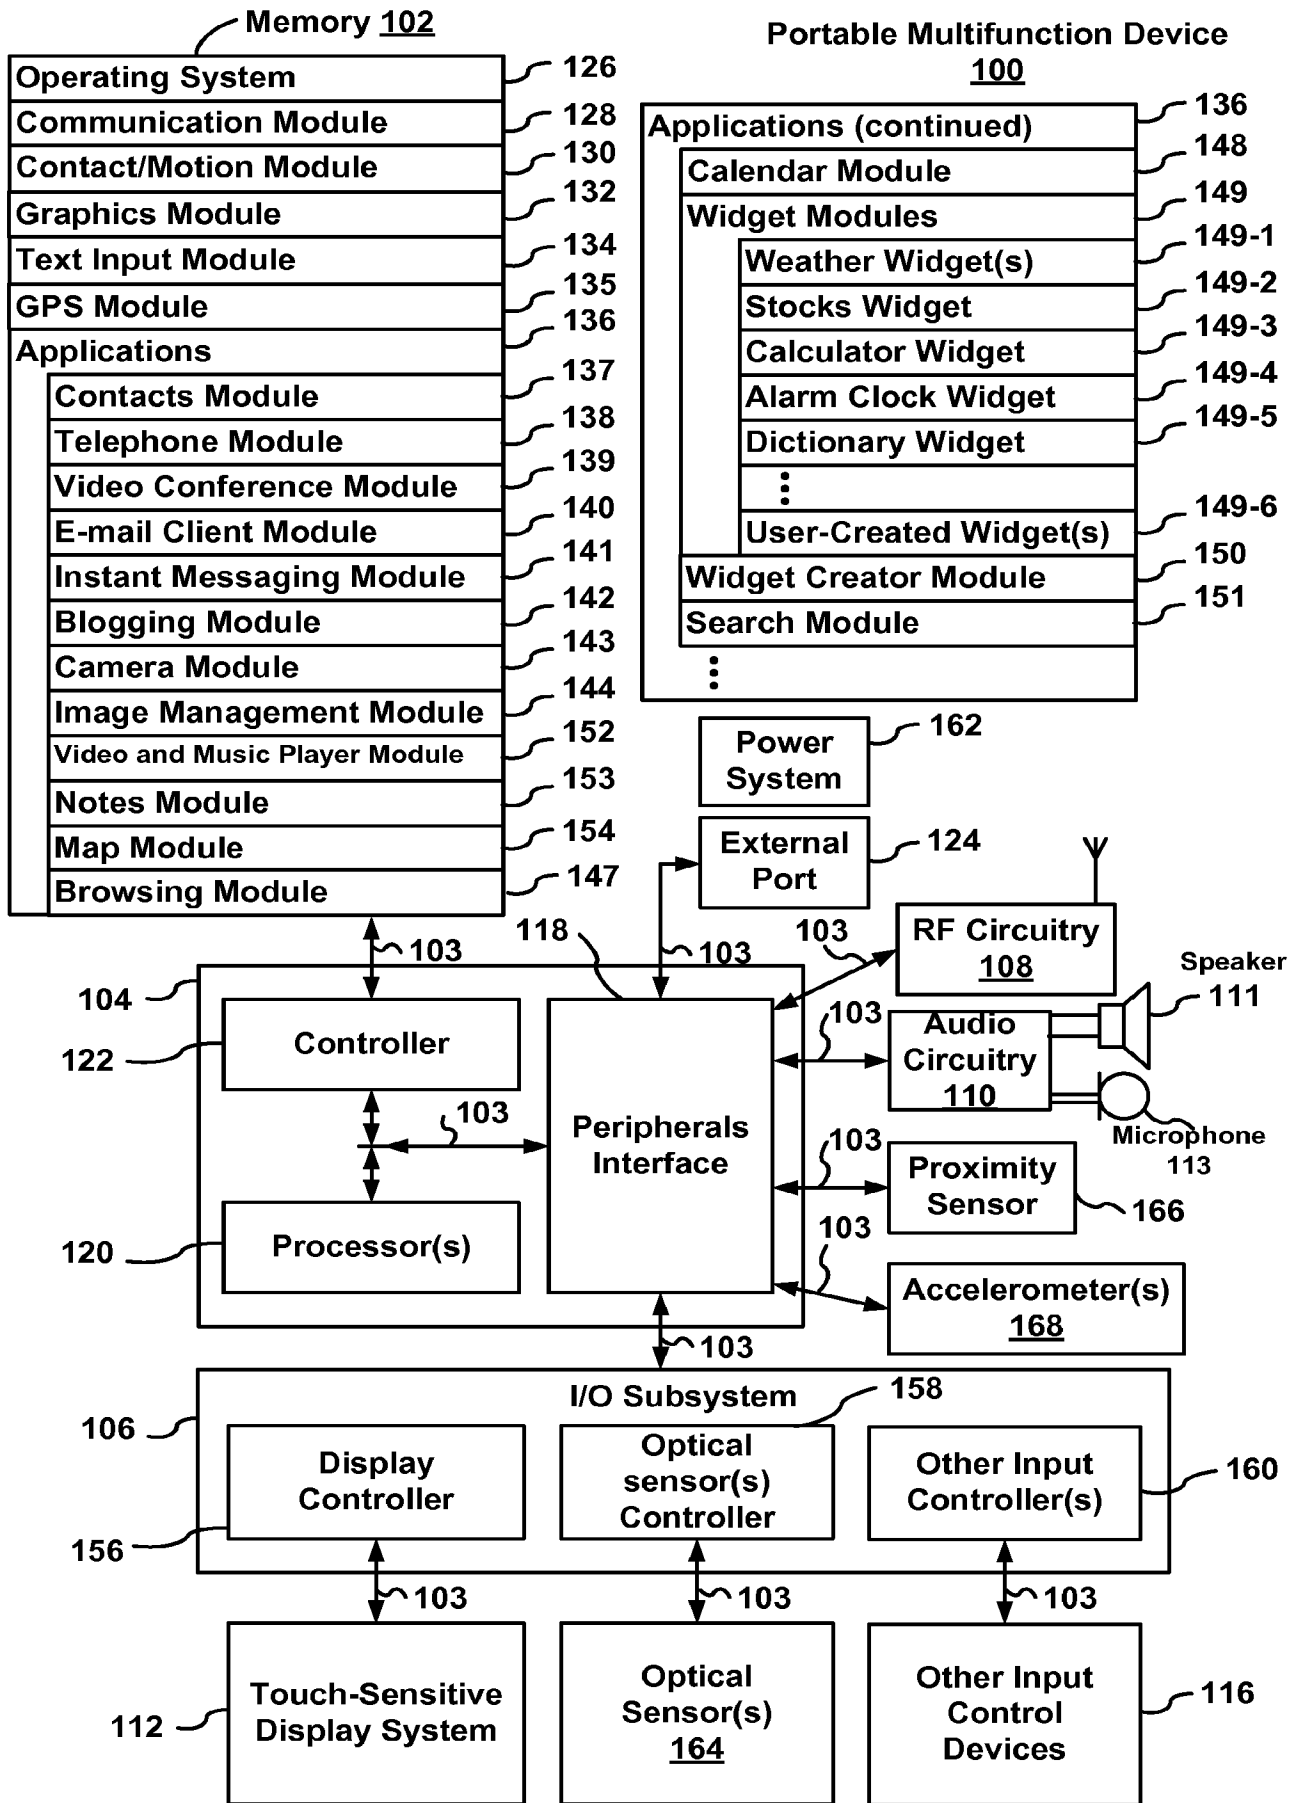 Memory 102
Operating System 126
Communication Module 128
Contact/Motion Module 130
Graphics Module 132
Text Input Module 134
GPS Module 135
Applications 136
Contacts Module 137
Telephone Module 138
Video Conference Module 139
E-mail Client Module 140
Instant Messaging Module 141
Blogging Module 142
Camera Module 143
Image Management Module 144
Video and Music Player Module 152
Notes Module 153
Map Module 154
Browsing Module 147
Portable Multifunction Device
100
Applications (continued) 136
Calendar Module 148
Widget Modules 149
Weather Widget(s) 149-1
Stocks Widget 149-2
Calculator Widget 149-3
Alarm Clock Widget 149-4
Dictionary Widget 149-5
User-Created Widget(s) 149-6
Widget Creator Module 150
Search Module 151
Power
System
162
External
Port
124
103
118
103
103
RF Circuitry
108
Speaker
111
104
Controller
122
103
Audio
Circuitry
110
Microphone
113
103
Peripherals
Interface
103
Proximity
Sensor
166
Processor(s)
120
103
Accelerometer(s)
168
103
I/O Subsystem
158
106
Display
Controller
156
Optical
sensor(s)
Controller
Other Input
Controller(s)
160
103
103
103
Touch-Sensitive
Display System
112
Optical
Sensor(s)
164
Other Input
Control
Devices
116